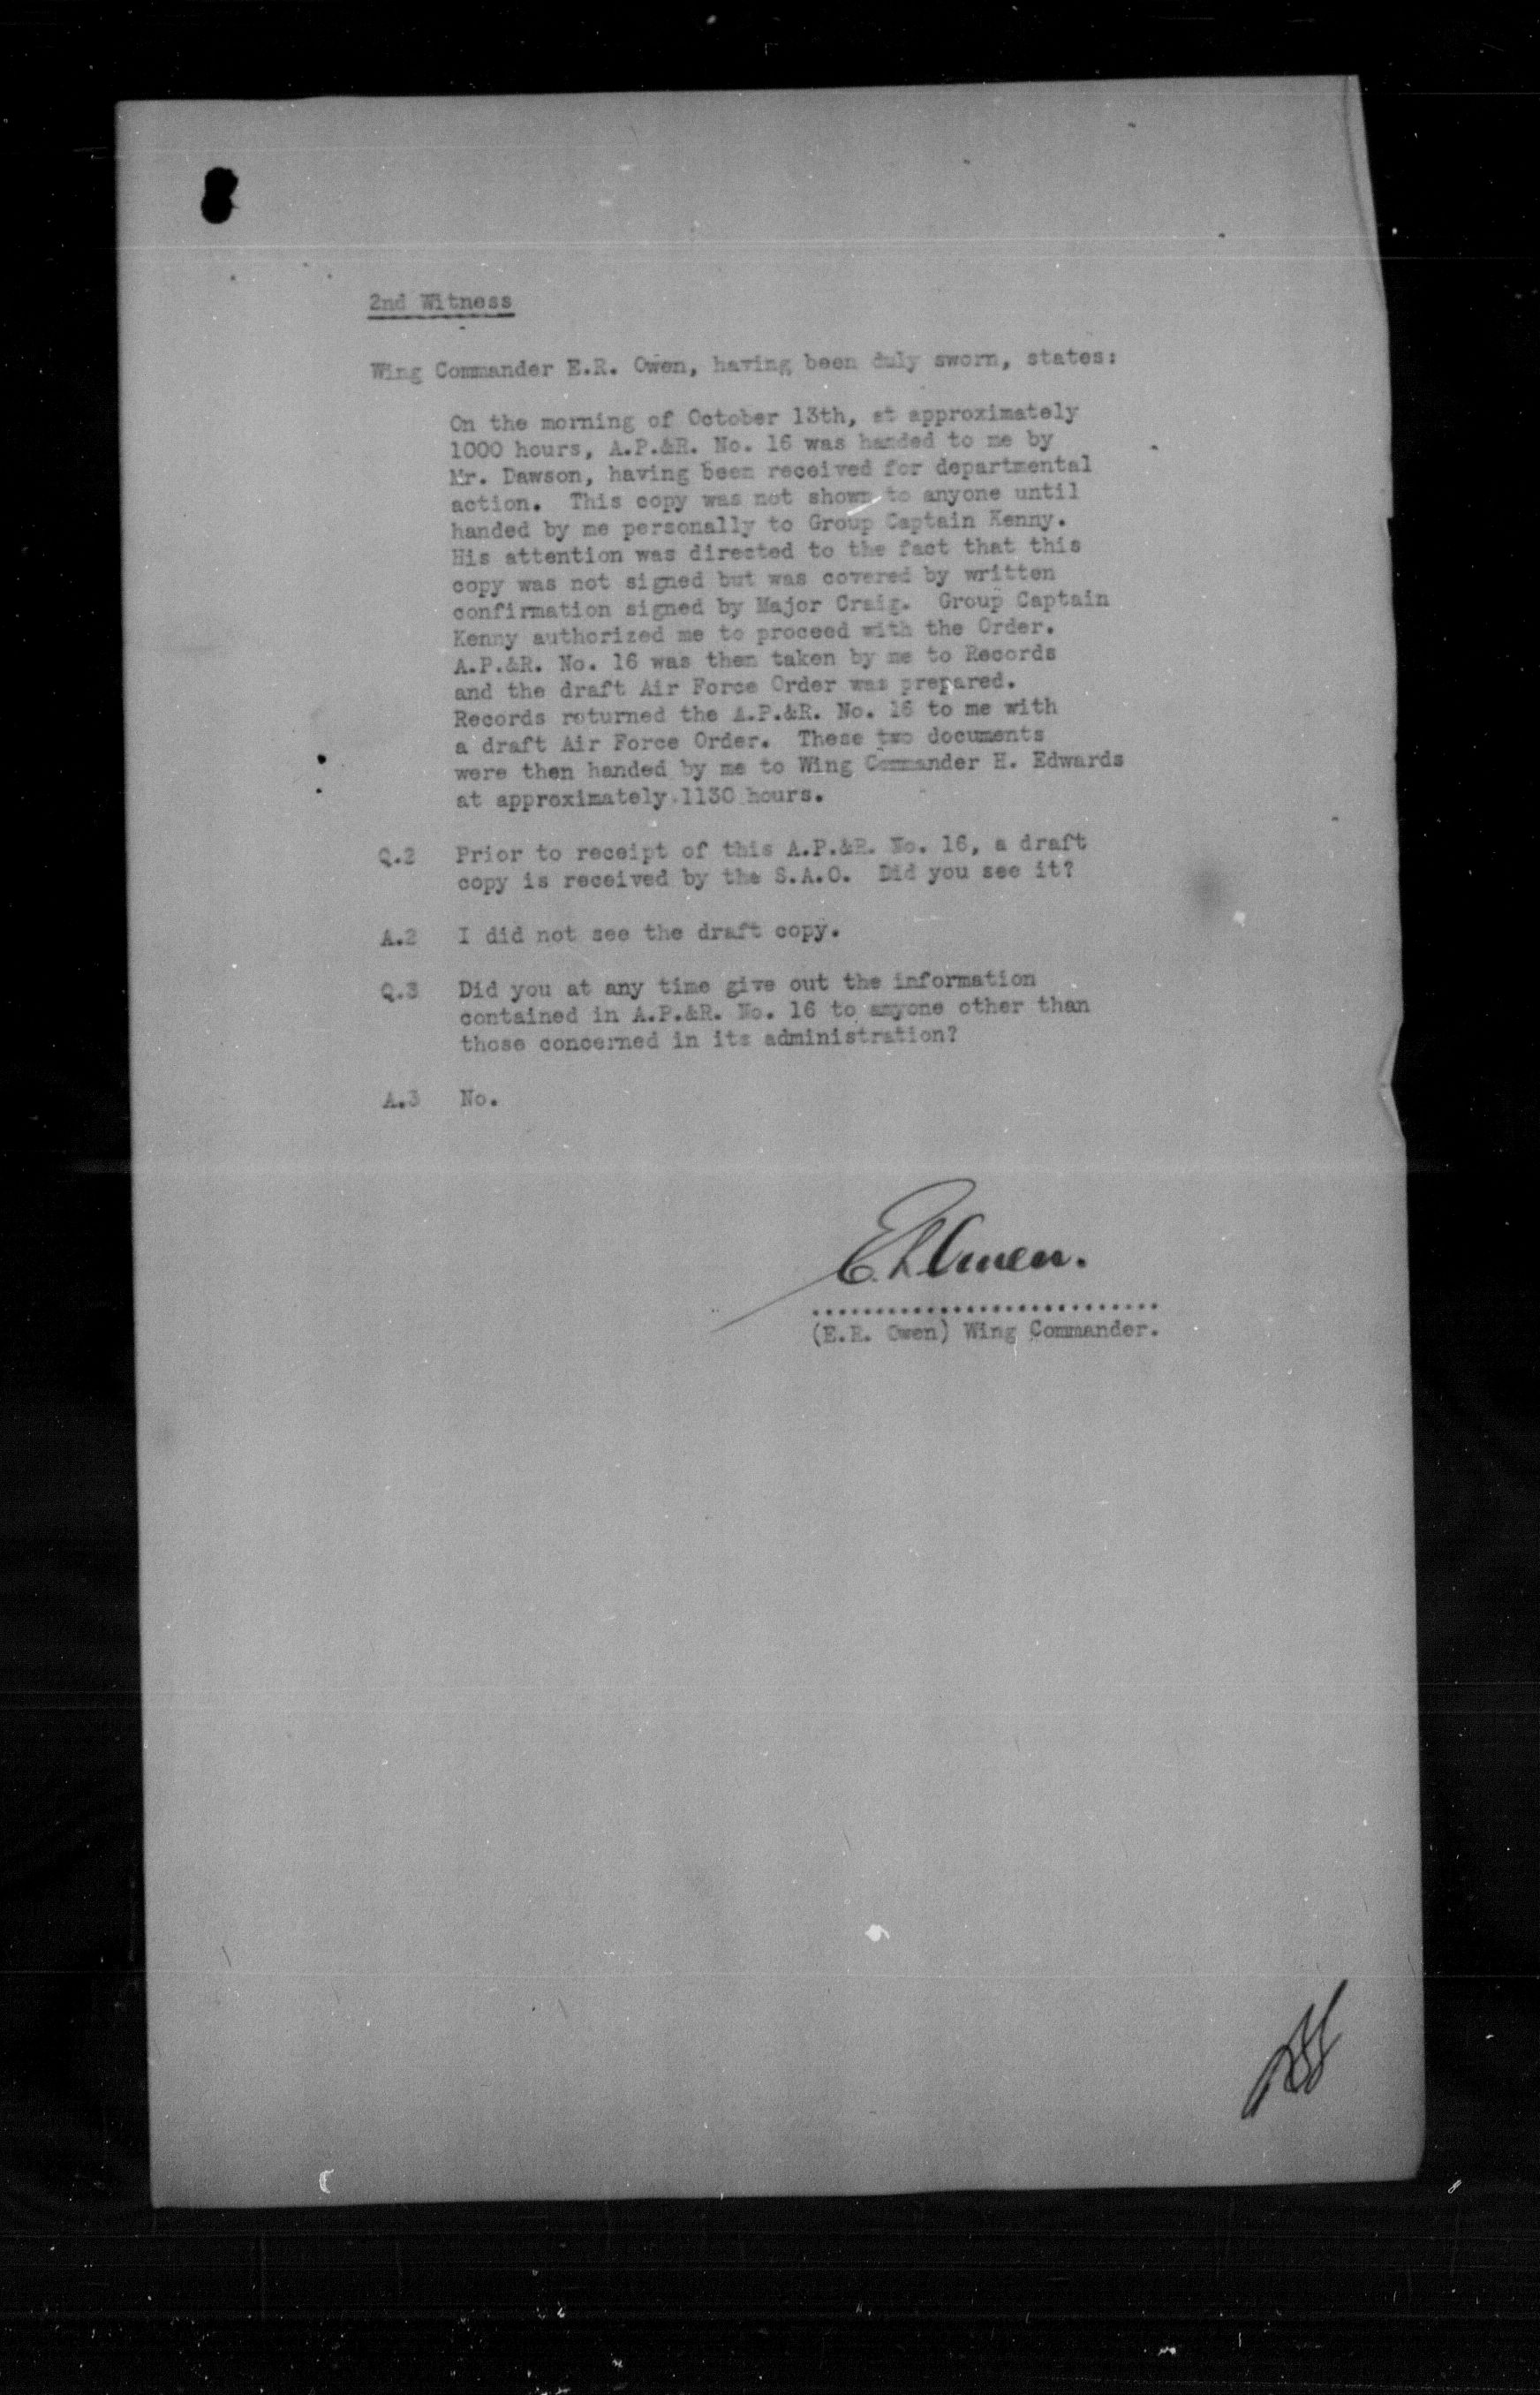 2nd Witness
Wing Commander E.R. Owen, having been duly sworn, states:
On the morning of October 13th, at approximately
1000 hours, A.P.&R. No. 16 was handed to me by
Mr. Dawson, having been received for departmental
action. This copy was not shown to anyone until
handed by me personally to Group Captain Kenny.
His attention was directed to the fact that this
copy was not signed but was covered by written
confirmation signed by Major Craig. Group Captain
Kenny authorized me to proceed with the Order.
A.P.&R. No. 16 was then taken by me to Records
and the draft Air Force Order was prepared.
Records returned the A.P.&R. No. 16 to me with
a draft Air Force Order. These two documents
were then handed by me to Wing Commander H. Edwards
at approximately 1130 hours.
Q.2 Prior to receipt of this A.P.&R. No. 16, a draft
copy is received by the S.A.O. Did you see it?
A.2 I did not see the draft copy.
Q.3 Did you at any time give out the information
contained in A.P.&R. No. 16 to anyone other than
those concerned in its administration?
A.3 No.
E.R. Owen.
(E.R. Owen) Wing Commander.